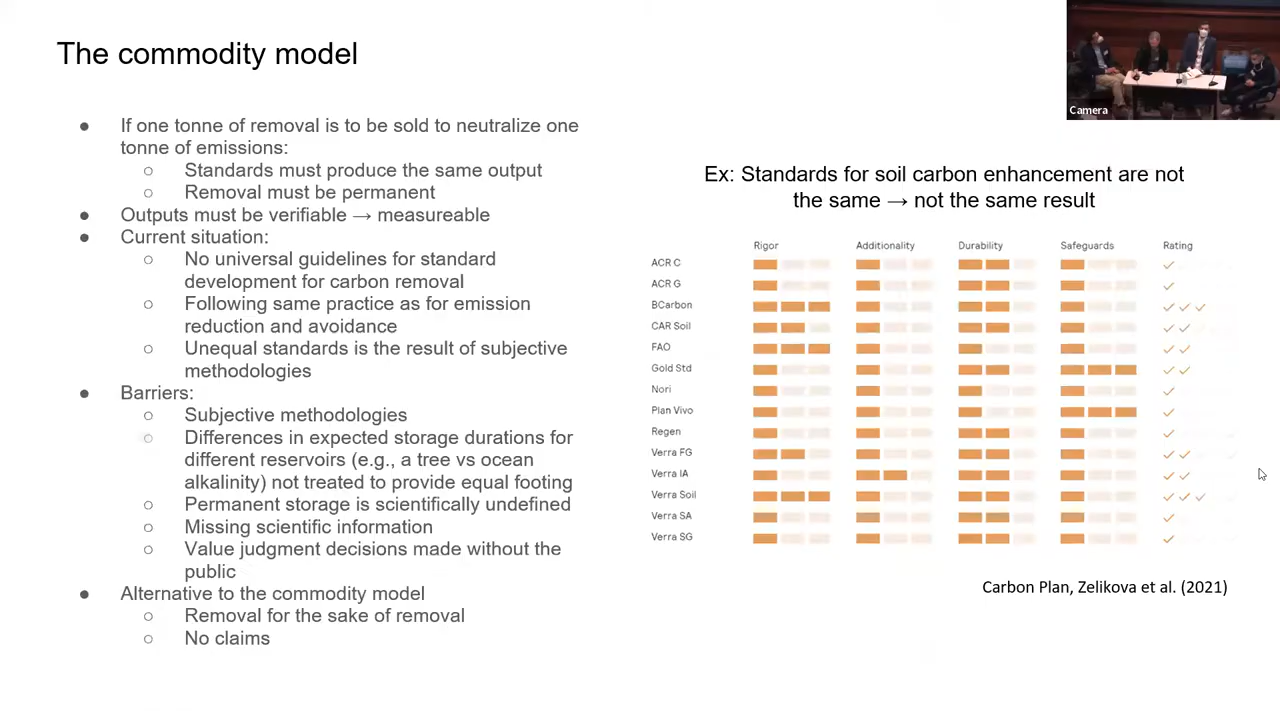 The commodity model
● If one tonne of removal is to be sold to neutralize one
tonne of emissions:
○ Standards must produce the same output
○ Removal must be permanent
● Outputs must be verifiable → measureable
● Current situation:
○ No universal guidelines for standard
development for carbon removal
○ Following same practice as for emission
reduction and avoidance
○ Unequal standards is the result of subjective
methodologies
● Barriers:
○ Subjective methodologies
○ Differences in expected storage durations for
different reservoirs (e.g., a tree vs ocean
alkalinity) not treated to provide equal footing
○ Permanent storage is scientifically undefined
○ Missing scientific information
○ Value judgment decisions made without the
public
● Alternative to the commodity model
○ Removal for the sake of removal
○ No claims
Camera
Ex: Standards for soil carbon enhancement are not
the same → not the same result
Rigor Additionality Durability Safeguards Rating
ACR C
ACR G
BCarbon
CAR Soil
FAO
Gold Std
Nori
Plan Vivo
Regen
Verra FG
Verra IA
Verra Soil
Verra SA
Verra SG
Carbon Plan, Zelikova et al. (2021)